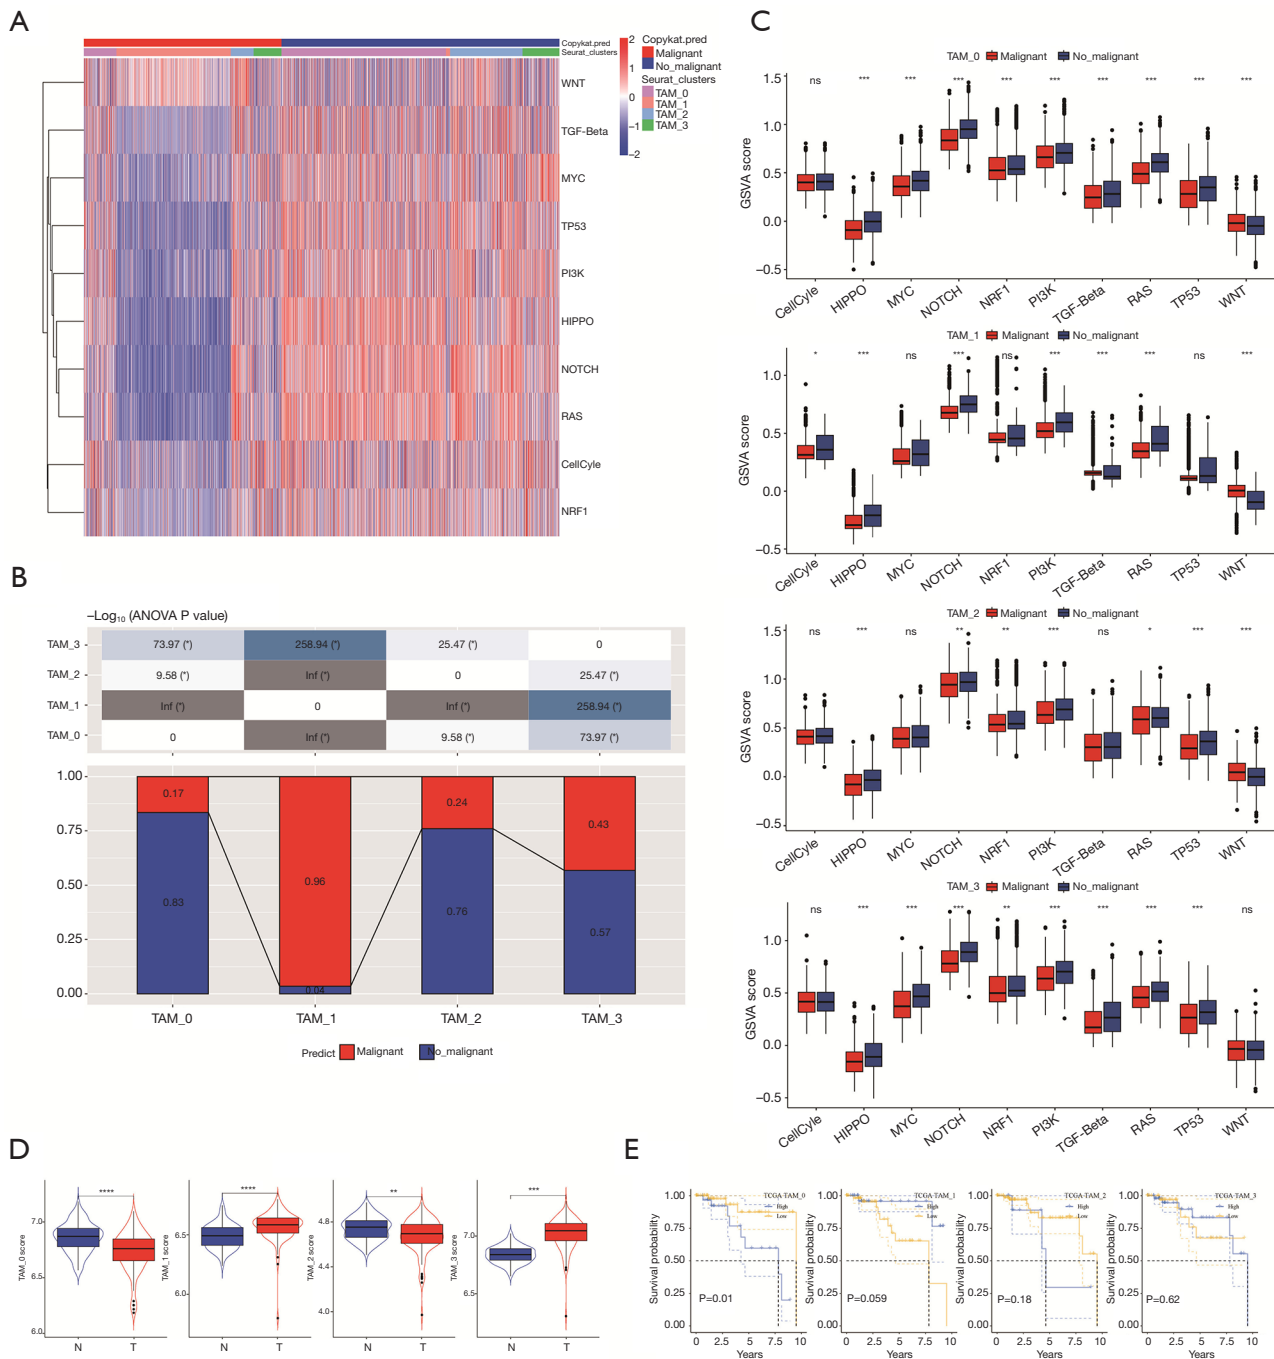 A
Copykat.pred
Seurat_clusters
WNT
TGF-Beta
MYC
TP53
PI3K
HIPPO
NOTCH
RAS
CellCyle
NRF1
2
1
0
−1
−2
Copykat.pred
Malignant
No_malignant
Seurat_clusters
TAM_0
TAM_1
TAM_2
TAM_3
B
−Log₁₀ (ANOVA P value)
TAM_3 73.97 (*) 258.94 (*) 25.47 (*) 0
TAM_2 9.58 (*) Inf (*) 0 25.47 (*)
TAM_1 Inf (*) 0 Inf (*) 258.94 (*)
TAM_0 0 Inf (*) 9.58 (*) 73.97 (*)
1.00
0.75
0.50
0.25
0.00
0.17 0.96 0.24 0.43
0.83 0.04 0.76 0.57
TAM_0 TAM_1 TAM_2 TAM_3
Predict Malignant No_malignant
C
TAM_0 Malignant No_malignant
ns *** *** *** *** *** *** *** *** ***
GSVA score
1.5
1.0
0.5
0.0
−0.5
CellCyle HIPPO MYC NOTCH NRF1 PI3K TGF-Beta RAS TP53 WNT
TAM_1 Malignant No_malignant
* *** ns *** ns *** *** *** ns ***
GSVA score
1.0
0.5
0.0
−0.5
CellCyle HIPPO MYC NOTCH NRF1 PI3K TGF-Beta RAS TP53 WNT
TAM_2 Malignant No_malignant
ns *** ns ** ** *** ns * *** ***
GSVA score
1.5
1.0
0.5
0.0
−0.5
CellCyle HIPPO MYC NOTCH NRF1 PI3K TGF-Beta RAS TP53 WNT
TAM_3 Malignant No_malignant
ns *** *** *** ** *** *** *** *** ns
GSVA score
1.0
0.5
0.0
−0.5
CellCyle HIPPO MYC NOTCH NRF1 PI3K TGF-Beta RAS TP53 WNT
D
****
TAM_0 score
7.0
6.5
6.0
N T
****
TAM_1 score
6.5
6.0
N T
**
TAM_2 score
4.8
4.4
4.0
N T
***
TAM_3 score
7.0
6.5
N T
E
TCGA-TAM_0
High
Low
Survival probability
1.00
0.75
0.50
0.25
0.00
P=0.01
0 2.5 5 7.5 10
Years
TCGA-TAM_1
High
Low
Survival probability
1.00
0.75
0.50
0.25
0.00
P=0.059
0 2.5 5 7.5 10
Years
TCGA-TAM_2
High
Low
Survival probability
1.00
0.75
0.50
0.25
0.00
P=0.18
0 2.5 5 7.5 10
Years
TCGA-TAM_3
High
Low
Survival probability
1.00
0.75
0.50
0.25
0.00
P=0.62
0 2.5 5 7.5 10
Years